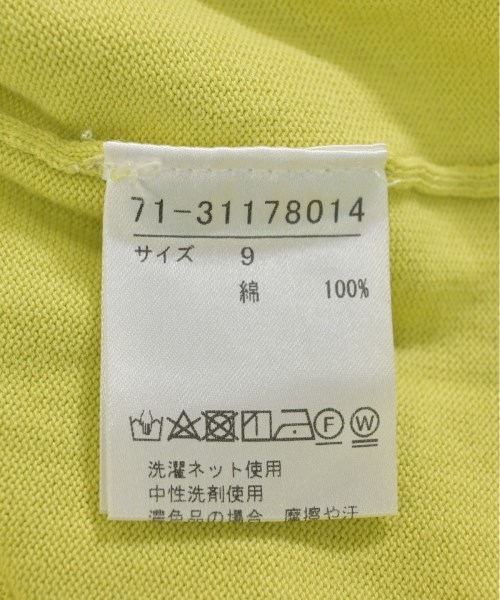 71-31178014
サイズ 9
綿 100%
F W
洗濯ネット使用
中性洗剤使用
濃色品の場合、摩擦や汗